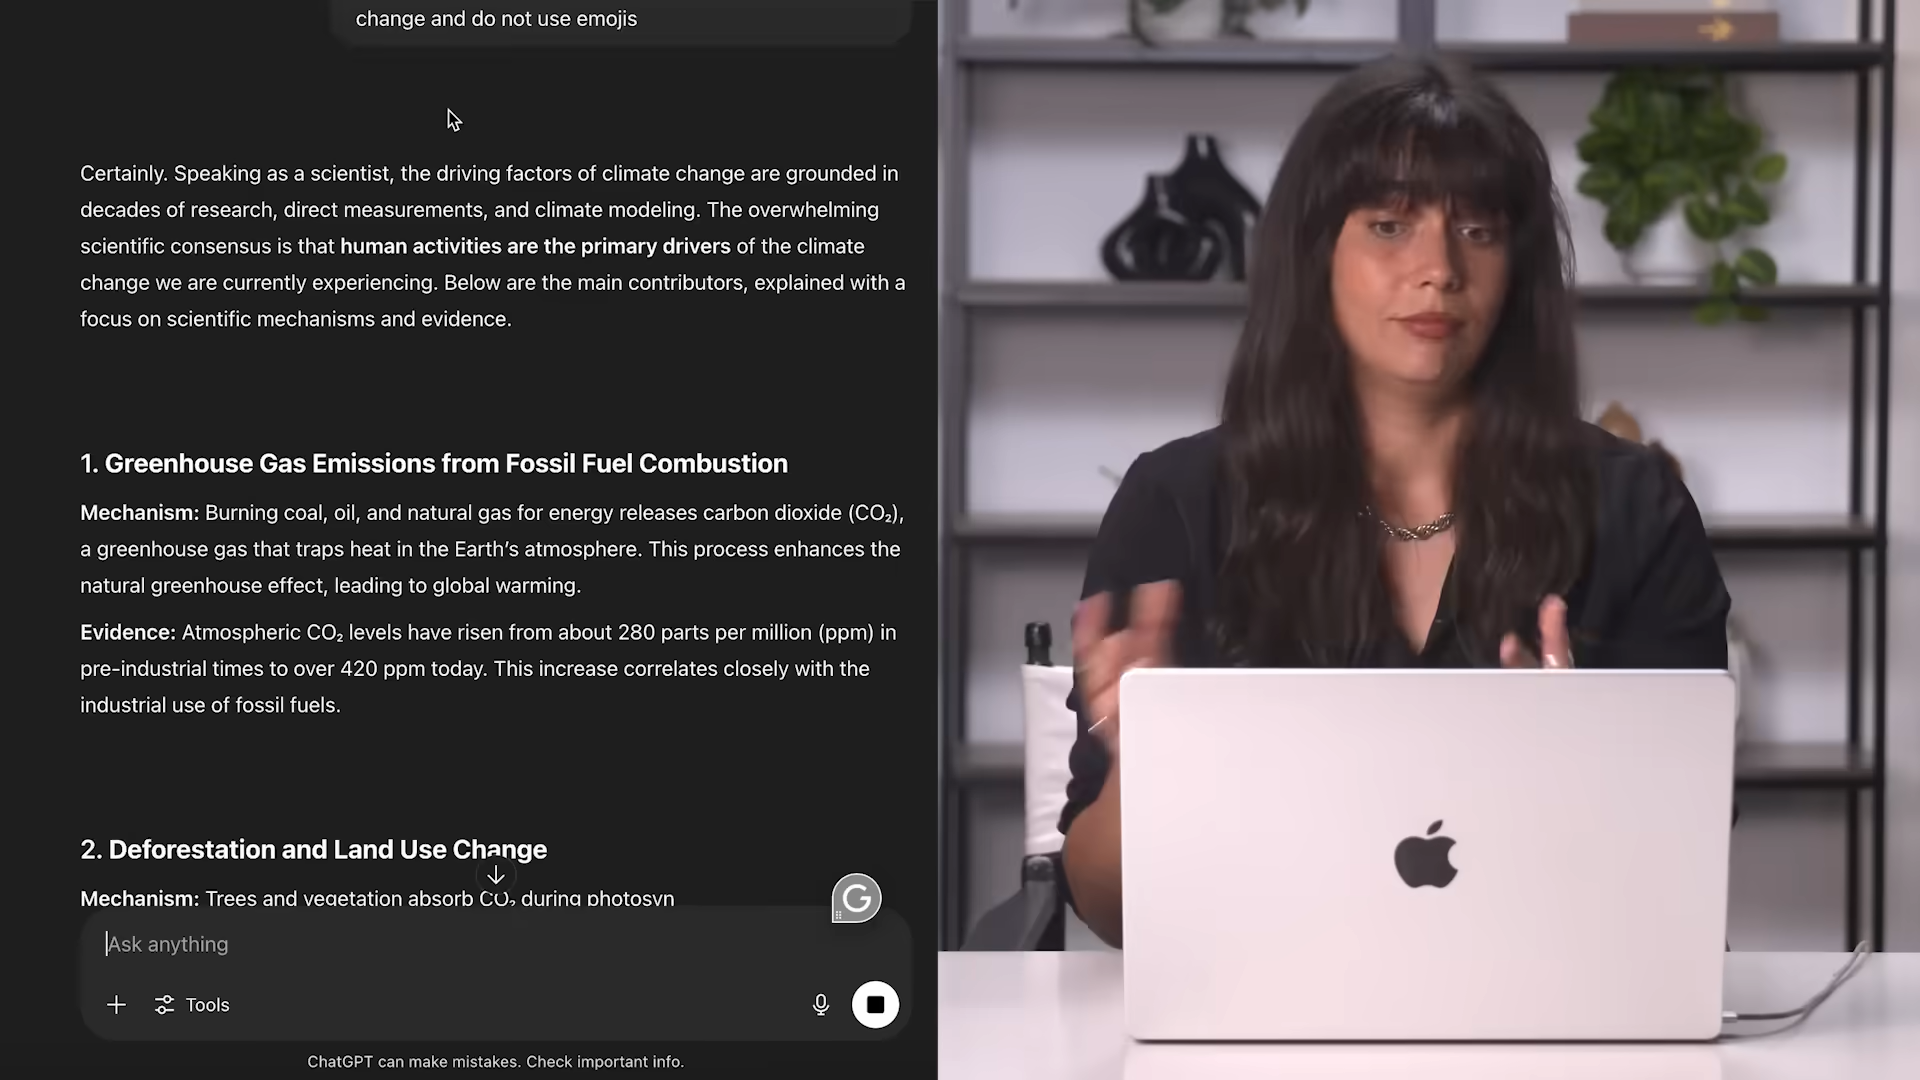 change and do not use emojis
Certainly. Speaking as a scientist, the driving factors of climate change are grounded in
decades of research, direct measurements, and climate modeling. The overwhelming
scientific consensus is that human activities are the primary drivers of the climate
change we are currently experiencing. Below are the main contributors, explained with a
focus on scientific mechanisms and evidence.
1. Greenhouse Gas Emissions from Fossil Fuel Combustion
Mechanism: Burning coal, oil, and natural gas for energy releases carbon dioxide (CO₂),
a greenhouse gas that traps heat in the Earth’s atmosphere. This process enhances the
natural greenhouse effect, leading to global warming.
Evidence: Atmospheric CO₂ levels have risen from about 280 parts per million (ppm) in
pre-industrial times to over 420 ppm today. This increase correlates closely with the
industrial use of fossil fuels.
2. Deforestation and Land Use Change
Mechanism: Trees and vegetation absorb CO₂ during photosyn
G
Ask anything
Tools
ChatGPT can make mistakes. Check important info.